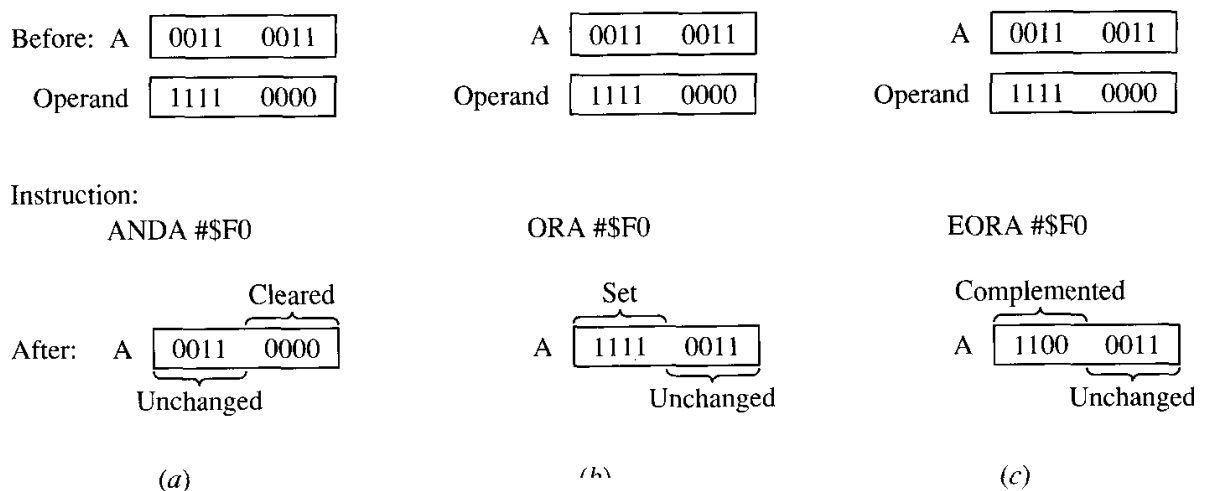 Before: A 0011 0011 A 0011 0011 A 0011 0011
Operand 1111 0000 Operand 1111 0000 Operand 1111 0000
Instruction:
ANDA #$F0 ORA #$F0 EORA #$F0
Cleared Set Complemented
After: A 0011 0000 A 1111 0011 A 1100 0011
Unchanged Unchanged Unchanged
(a) (c)